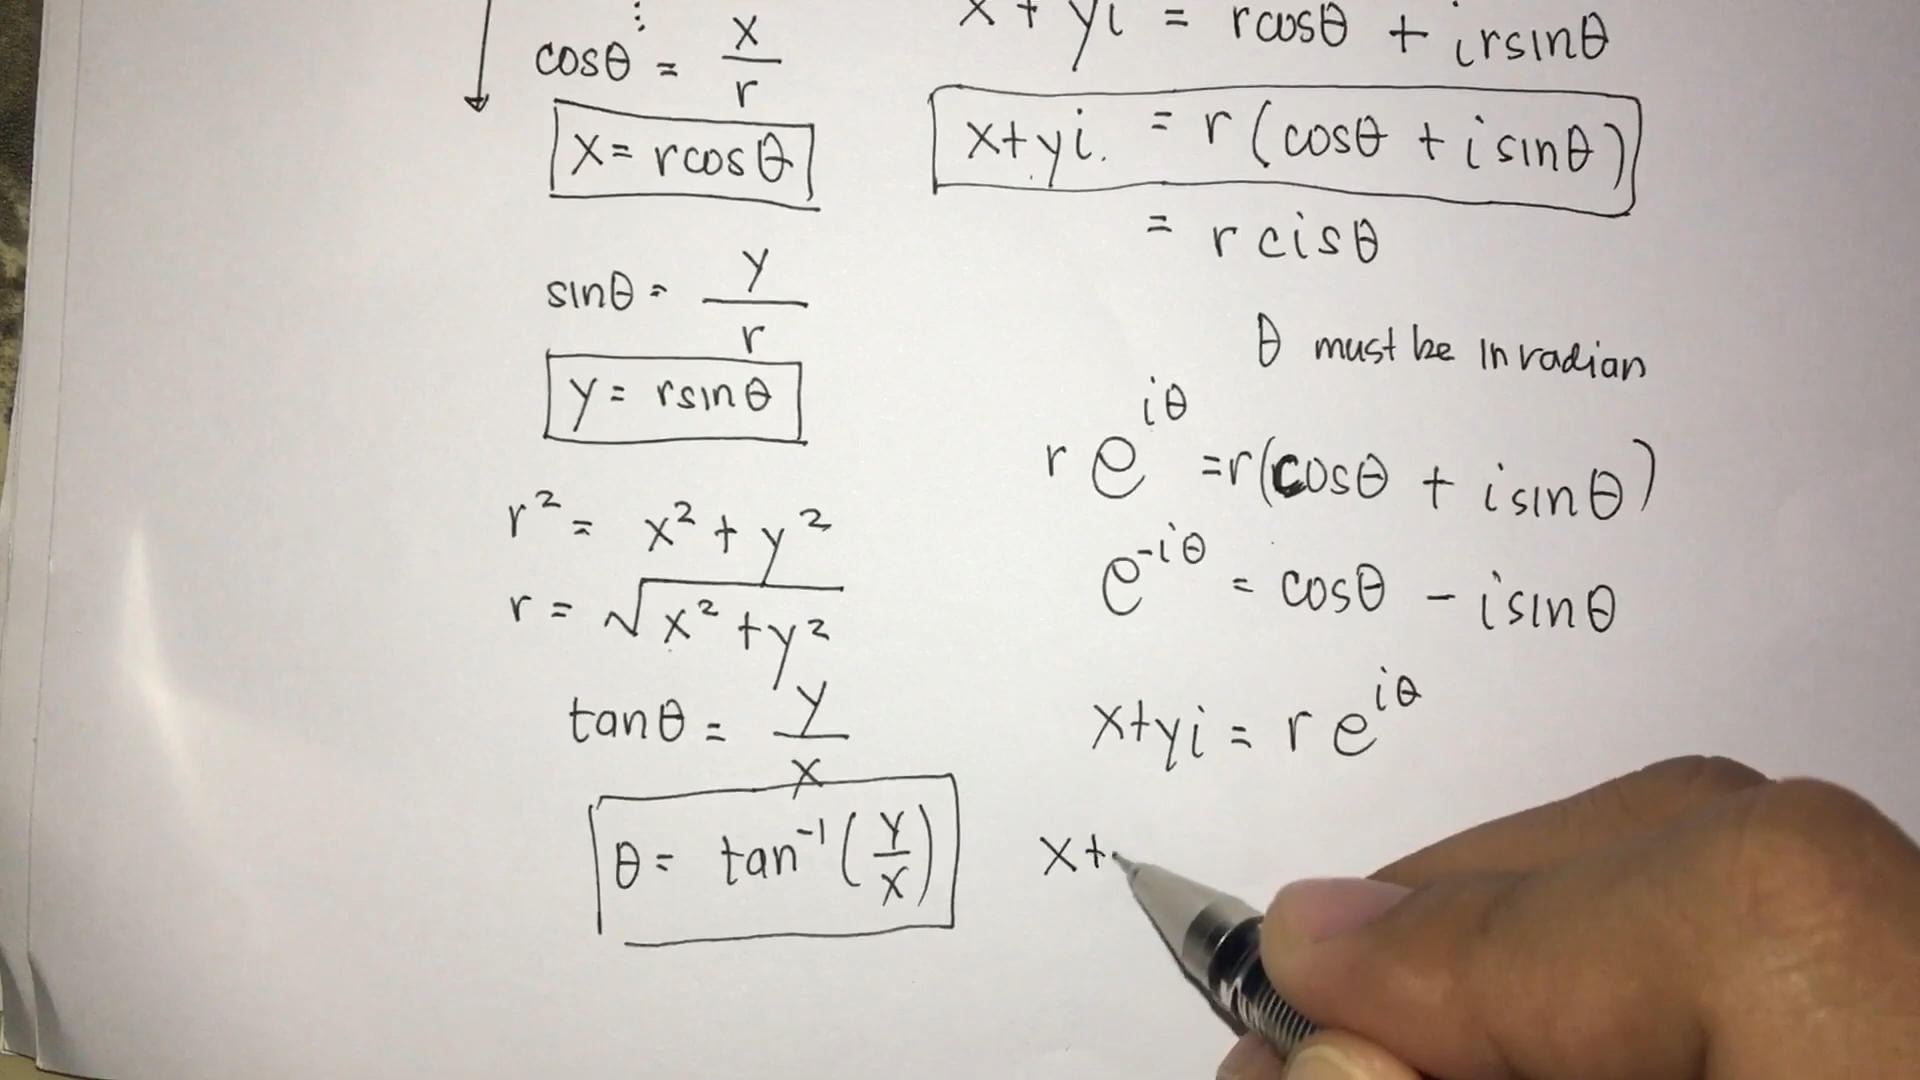 cosθ = x/r
x = rcosθ
sinθ = y/r
y = rsinθ
r² = x² + y²
r = √x² + y²
tanθ = y/x
θ = tan⁻¹(y/x)
x + yi = rcosθ + irsinθ
x+yi. = r(cosθ + isinθ)
= rcisθ
θ must be in radian
re^iθ = r(cosθ + isinθ)
e^-iθ = cosθ - isinθ
x+yi = re^iθ
x+